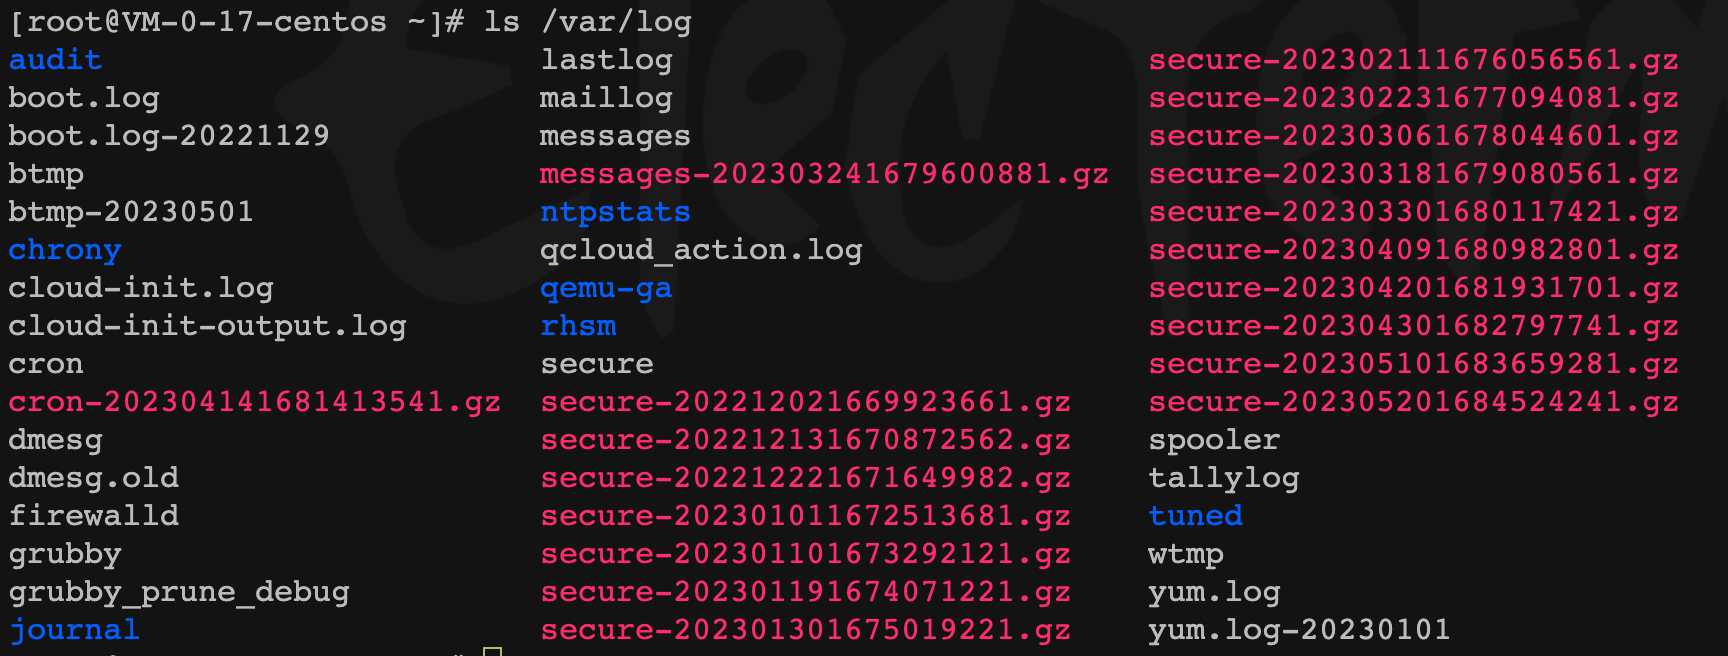 [root@VM-0-17-centos ~]# ls /var/log
audit lastlog secure-202302111676056561.gz
boot.log maillog secure-202302231677094081.gz
boot.log-20221129 messages secure-202303061678044601.gz
btmp messages-202303241679600881.gz secure-202303181679080561.gz
btmp-20230501 ntpstats secure-202303301680117421.gz
chrony qcloud_action.log secure-202304091680982801.gz
cloud-init.log qemu-ga secure-202304201681931701.gz
cloud-init-output.log rhsm secure-202304301682797741.gz
cron secure secure-202305101683659281.gz
cron-202304141681413541.gz secure-202212021669923661.gz secure-202305201684524241.gz
dmesg secure-202212131670872562.gz spooler
dmesg.old secure-202212221671649982.gz tallylog
firewalld secure-202301011672513681.gz tuned
grubby secure-202301101673292121.gz wtmp
grubby_prune_debug secure-202301191674071221.gz yum.log
journal secure-202301301675019221.gz yum.log-20230101